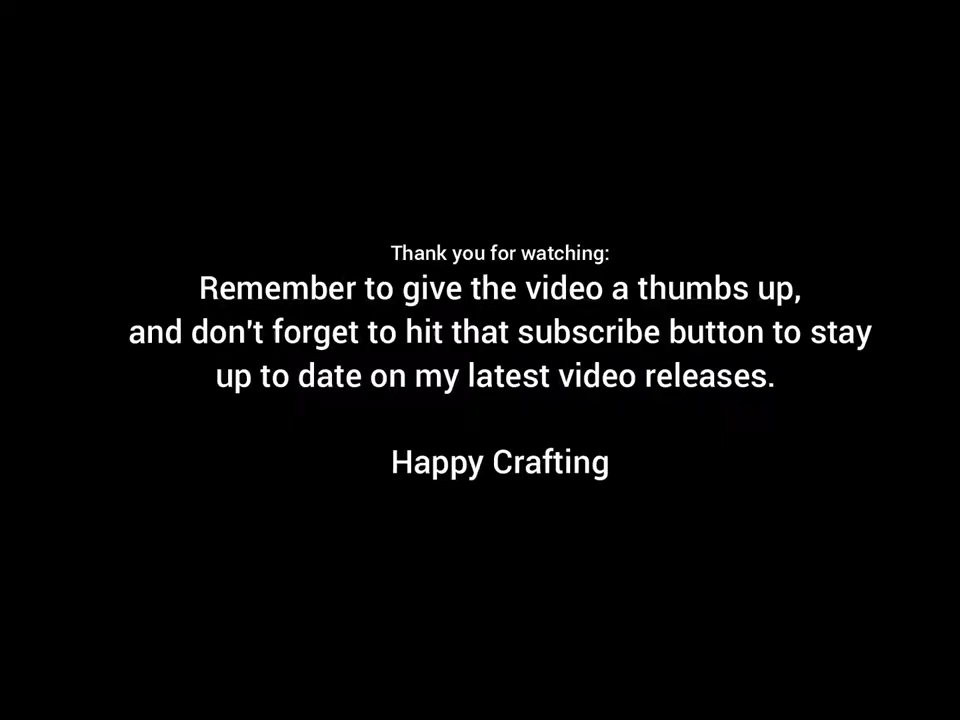 Thank you for watching:
Remember to give the video a thumbs up,
and don't forget to hit that subscribe button to stay
up to date on my latest video releases.
Happy Crafting